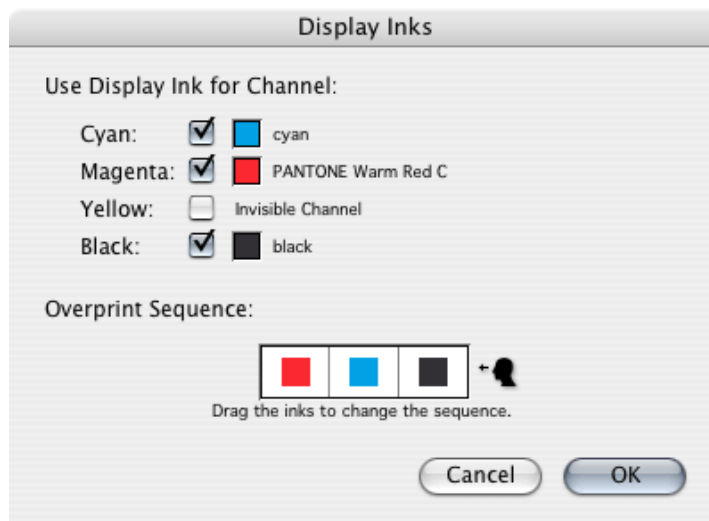 Display Inks
Use Display Ink for Channel:
Cyan: cyan
Magenta: PANTONE Warm Red C
Yellow: Invisible Channel
Black: black
Overprint Sequence:
Drag the inks to change the sequence.
Cancel OK